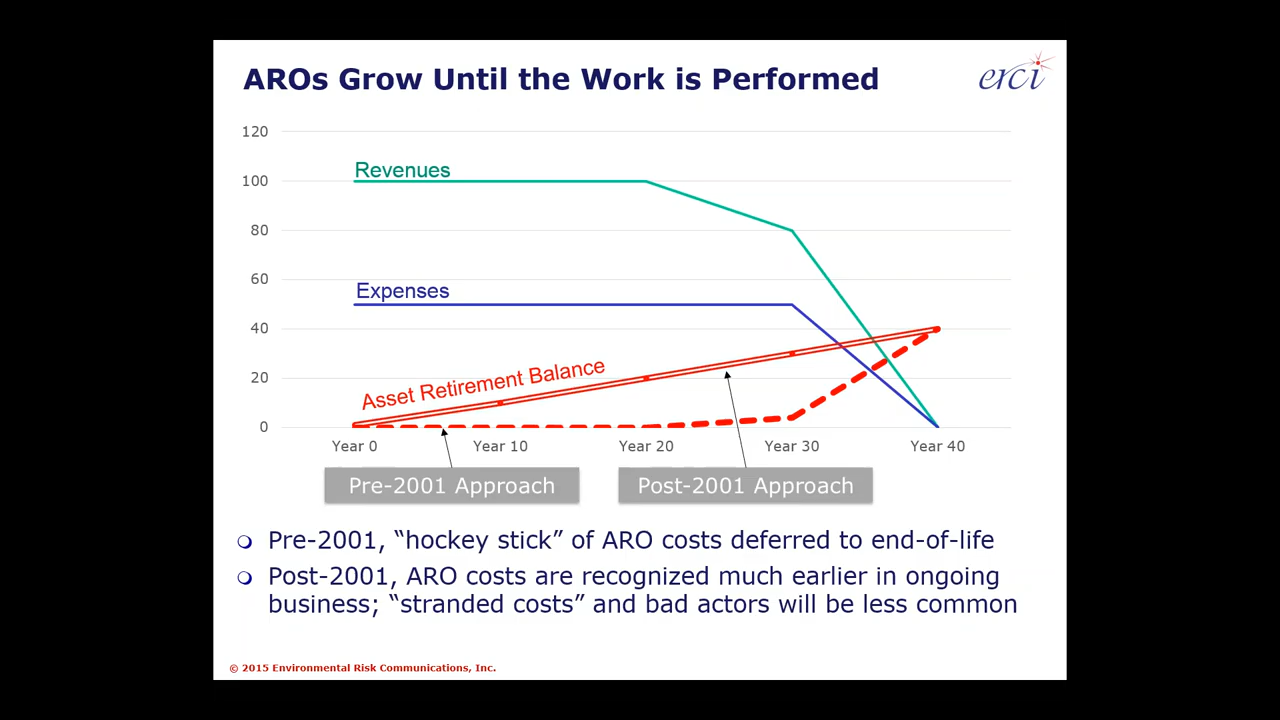 AROs Grow Until the Work is Performed
erci
120
100
80
60
40
20
0
Revenues
Expenses
Asset Retirement Balance
Year 0
Year 10
Year 20
Year 30
Year 40
Pre-2001 Approach
Post-2001 Approach
Pre-2001, “hockey stick” of ARO costs deferred to end-of-life
Post-2001, ARO costs are recognized much earlier in ongoing
business; “stranded costs” and bad actors will be less common
© 2015 Environmental Risk Communications, Inc.